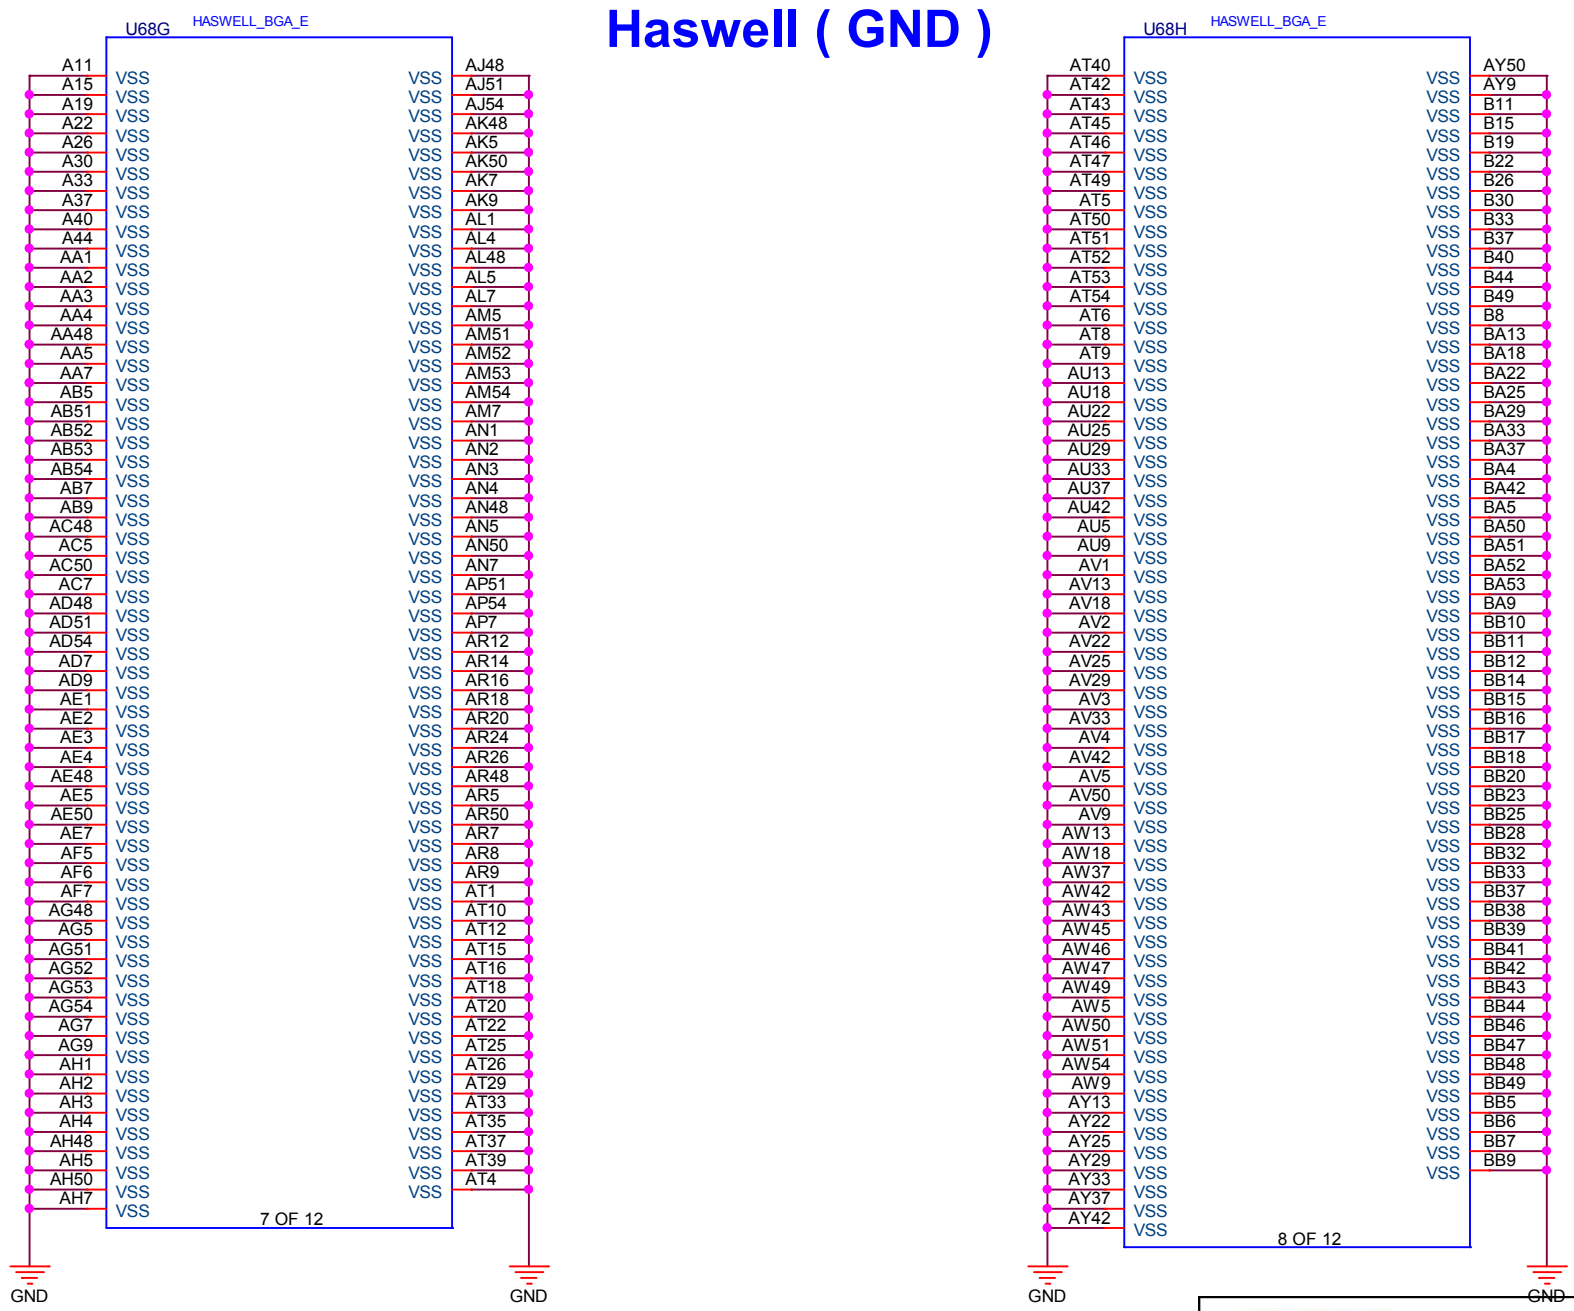 Haswell ( GND )
U68G HASWELL_BGA_E
A11 VSS VSS AJ48
A15 VSS VSS AJ51
A19 VSS VSS AJ54
A22 VSS VSS AK48
A26 VSS VSS AK5
A30 VSS VSS AK50
A33 VSS VSS AK7
A37 VSS VSS AK9
A40 VSS VSS AL1
A44 VSS VSS AL4
AA1 VSS VSS AL48
AA2 VSS VSS AL5
AA3 VSS VSS AL7
AA4 VSS VSS AM5
AA48 VSS VSS AM51
AA5 VSS VSS AM52
AA7 VSS VSS AM53
AB5 VSS VSS AM54
AB51 VSS VSS AM7
AB52 VSS VSS AN1
AB53 VSS VSS AN2
AB54 VSS VSS AN3
AB7 VSS VSS AN4
AB9 VSS VSS AN48
AC48 VSS VSS AN5
AC5 VSS VSS AN50
AC50 VSS VSS AN7
AC7 VSS VSS AP51
AD48 VSS VSS AP54
AD51 VSS VSS AP7
AD54 VSS VSS AR12
AD7 VSS VSS AR14
AD9 VSS VSS AR16
AE1 VSS VSS AR18
AE2 VSS VSS AR20
AE3 VSS VSS AR24
AE4 VSS VSS AR26
AE48 VSS VSS AR48
AE5 VSS VSS AR5
AE50 VSS VSS AR50
AE7 VSS VSS AR7
AF5 VSS VSS AR8
AF6 VSS VSS AR9
AF7 VSS VSS AT1
AG48 VSS VSS AT10
AG5 VSS VSS AT12
AG51 VSS VSS AT15
AG52 VSS VSS AT16
AG53 VSS VSS AT18
AG54 VSS VSS AT20
AG7 VSS VSS AT22
AG9 VSS VSS AT25
AH1 VSS VSS AT26
AH2 VSS VSS AT29
AH3 VSS VSS AT33
AH4 VSS VSS AT35
AH48 VSS VSS AT37
AH5 VSS VSS AT39
AH50 VSS VSS AT4
AH7 VSS
7 OF 12
GND GND
U68H HASWELL_BGA_E
AT40 VSS VSS AY50
AT42 VSS VSS AY9
AT43 VSS VSS B11
AT45 VSS VSS B15
AT46 VSS VSS B19
AT47 VSS VSS B22
AT49 VSS VSS B26
AT5 VSS VSS B30
AT50 VSS VSS B33
AT51 VSS VSS B37
AT52 VSS VSS B40
AT53 VSS VSS B44
AT54 VSS VSS B49
AT6 VSS VSS B8
AT8 VSS VSS BA13
AT9 VSS VSS BA18
AU13 VSS VSS BA22
AU18 VSS VSS BA25
AU22 VSS VSS BA29
AU25 VSS VSS BA33
AU29 VSS VSS BA37
AU33 VSS VSS BA4
AU37 VSS VSS BA42
AU42 VSS VSS BA5
AU5 VSS VSS BA50
AU9 VSS VSS BA51
AV1 VSS VSS BA52
AV13 VSS VSS BA53
AV18 VSS VSS BA9
AV2 VSS VSS BB10
AV22 VSS VSS BB11
AV25 VSS VSS BB12
AV29 VSS VSS BB14
AV3 VSS VSS BB15
AV33 VSS VSS BB16
AV4 VSS VSS BB17
AV42 VSS VSS BB18
AV5 VSS VSS BB20
AV50 VSS VSS BB23
AV9 VSS VSS BB25
AW13 VSS VSS BB28
AW18 VSS VSS BB32
AW37 VSS VSS BB33
AW42 VSS VSS BB37
AW43 VSS VSS BB38
AW45 VSS VSS BB39
AW46 VSS VSS BB41
AW47 VSS VSS BB42
AW49 VSS VSS BB43
AW5 VSS VSS BB44
AW50 VSS VSS BB46
AW51 VSS VSS BB47
AW54 VSS VSS BB48
AW9 VSS VSS BB49
AY13 VSS VSS BB5
AY22 VSS VSS BB6
AY25 VSS VSS BB7
AY29 VSS VSS BB9
AY33 VSS
AY37 VSS
AY42 VSS
8 OF 12
GND GND